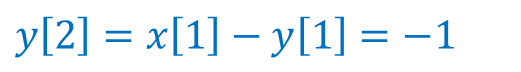 y[2] = x[1] − y[1] = −1